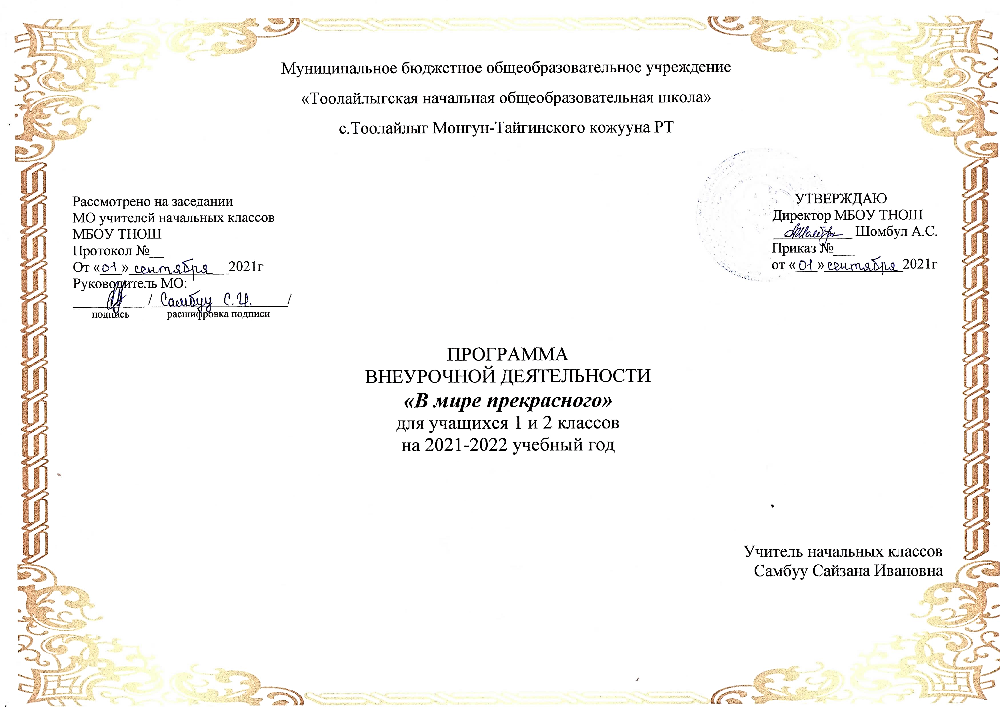 Муниципальное бюджетное общеобразовательное учреждение
«Тоолайлыгская начальная общеобразовательная школа»
с.Тоолайлыг Монгун-Тайгинского кожууна РТ
Рассмотрено на заседании
МО учителей начальных классов
МБОУ ТНОШ
Протокол №__
От «01» сентября 2021г
Руководитель МО:
/ Самбуу С.И. /
подпись расшифровка подписи
УТВЕРЖДАЮ
Директор МБОУ ТНОШ
Шомбул А.С.
Приказ №___
от «01» сентября 2021г
ПРОГРАММА
ВНЕУРОЧНОЙ ДЕЯТЕЛЬНОСТИ
«В мире прекрасного»
для учащихся 1 и 2 классов
на 2021-2022 учебный год
Учитель начальных классов
Самбуу Сайзана Ивановна